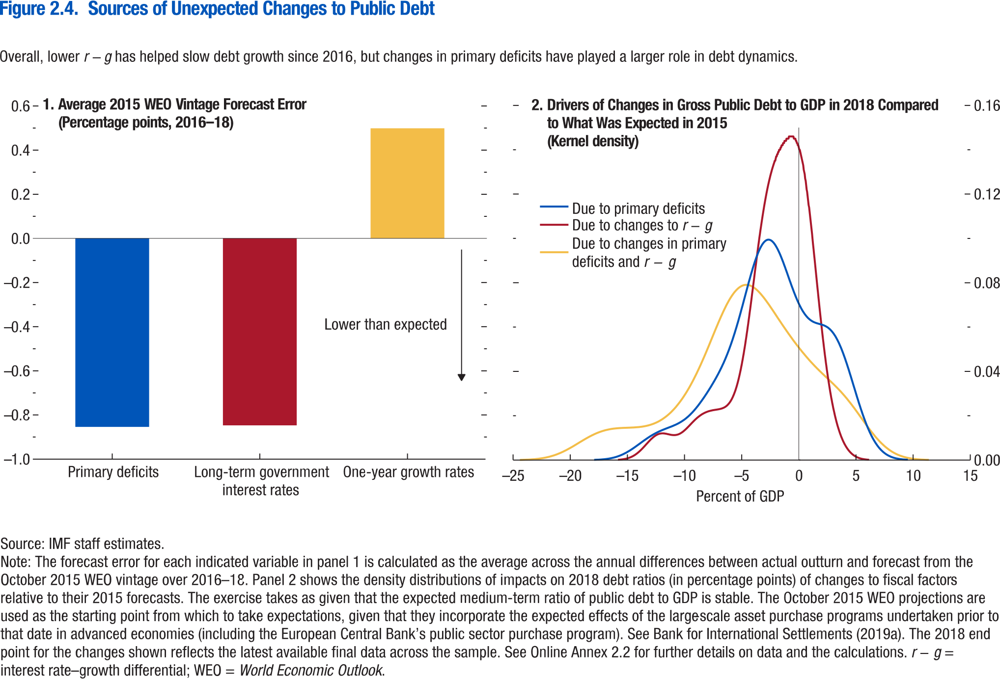 Figure 2.4. Sources of Unexpected Changes to Public Debt
Overall, lower r – g has helped slow debt growth since 2016, but changes in primary deficits have played a larger role in debt dynamics.
1. Average 2015 WEO Vintage Forecast Error
(Percentage points, 2016–18)
0.6
0.4
0.2
0.0
–0.2
–0.4
–0.6
–0.8
–1.0
Lower than expected
Primary deficits
Long-term government
interest rates
One-year growth rates
2. Drivers of Changes in Gross Public Debt to GDP in 2018 Compared
to What Was Expected in 2015
(Kernel density)
Due to primary deficits
Due to changes to r – g
Due to changes in primary
deficits and r – g
0.16
0.12
0.08
0.04
0.00
–25
–20
–15
–10
–5
0
5
10
15
Percent of GDP
Source: IMF staff estimates.
Note: The forecast error for each indicated variable in panel 1 is calculated as the average across the annual differences between actual outturn and forecast from the
October 2015 WEO vintage over 2016–18. Panel 2 shows the density distributions of impacts on 2018 debt ratios (in percentage points) of changes to fiscal factors
relative to their 2015 forecasts. The exercise takes as given that the expected medium-term ratio of public debt to GDP is stable. The October 2015 WEO projections are
used as the starting point from which to take expectations, given that they incorporate the expected effects of the large-scale asset purchase programs undertaken prior to
that date in advanced economies (including the European Central Bank's public sector purchase program). See Bank for International Settlements (2019a). The 2018 end
point for the changes shown reflects the latest available final data across the sample. See Online Annex 2.2 for further details on data and the calculations. r – g =
interest rate–growth differential; WEO = World Economic Outlook.